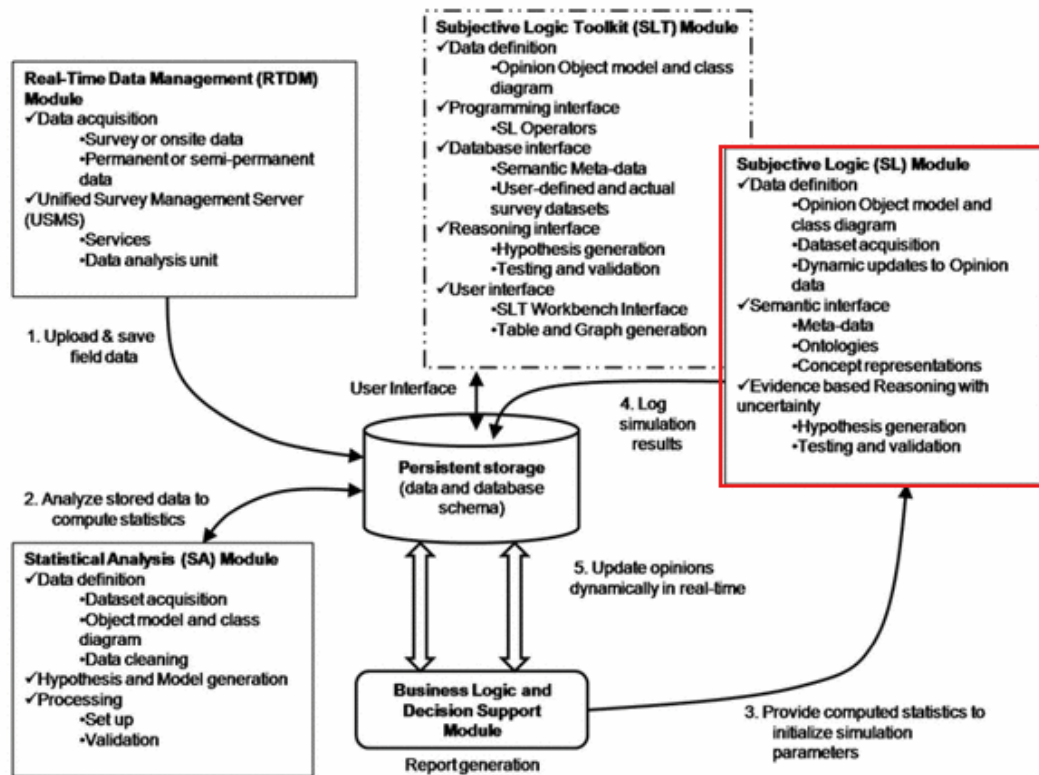 Subjective Logic Toolkit (SLT) Module
✓Data definition
•Opinion Object model and class
diagram
✓Programming interface
•SL Operators
✓Database interface
•Semantic Meta-data
•User-defined and actual
survey datasets
✓Reasoning interface
•Hypothesis generation
•Testing and validation
✓User interface
•SLT Workbench Interface
•Table and Graph generation
Real-Time Data Management (RTDM)
Module
✓Data acquisition
•Survey or onsite data
•Permanent or semi-permanent
data
✓Unified Survey Management Server
(USMS)
•Services
•Data analysis unit
Subjective Logic (SL) Module
✓Data definition
•Opinion Object model and
class diagram
•Dataset acquisition
•Dynamic updates to Opinion
data
✓Semantic interface
•Meta-data
•Ontologies
•Concept representations
✓Evidence based Reasoning with
uncertainty
•Hypothesis generation
•Testing and validation
1. Upload & save
field data
User Interface
4. Log
simulation
results
Persistent storage
(data and database
schema)
2. Analyze stored data to
compute statistics
Statistical Analysis (SA) Module
✓Data definition
•Dataset acquisition
•Object model and class
diagram
•Data cleaning
✓Hypothesis and Model generation
✓Processing
•Set up
•Validation
5. Update opinions
dynamically in real-time
Business Logic and
Decision Support
Module
Report generation
3. Provide computed statistics to
initialize simulation
parameters